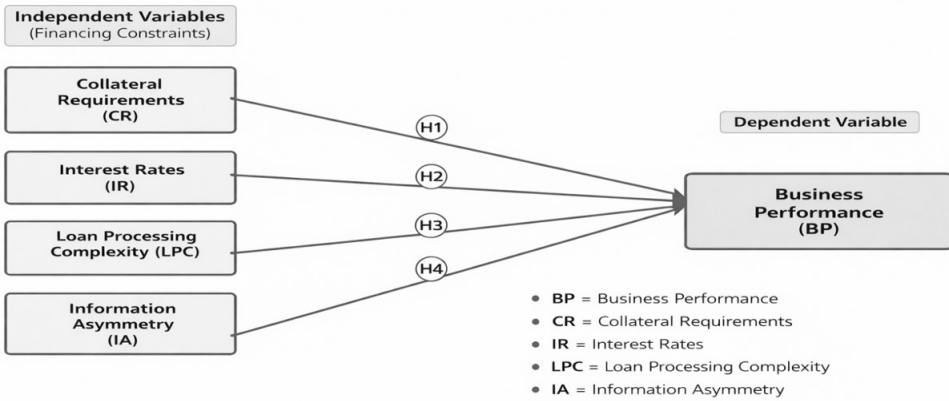 Independent Variables
(Financing Constraints)
Collateral
Requirements
(CR)
H1
Dependent Variable
Interest Rates
(IR)
H2
Business
Performance
(BP)
Loan Processing
Complexity (LPC)
H3
H4
Information
Asymmetry
(IA)
• BP = Business Performance
• CR = Collateral Requirements
• IR = Interest Rates
• LPC = Loan Processing Complexity
• IA = Information Asymmetry